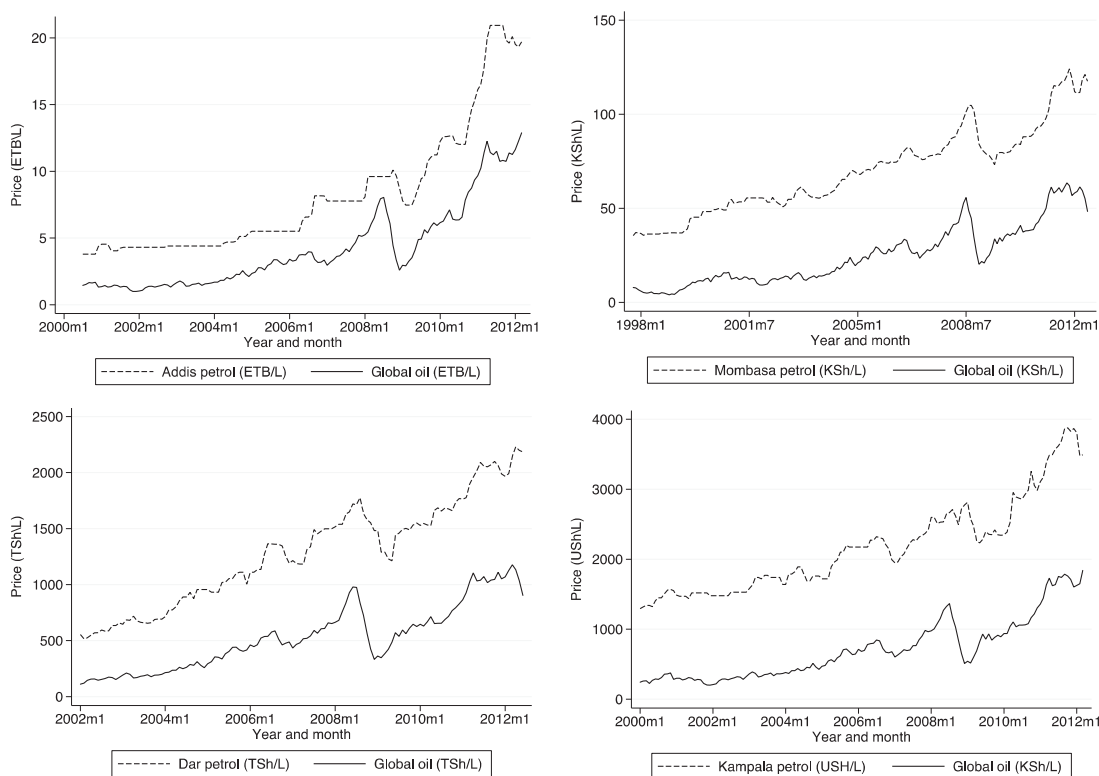 Price (ETB\L)
20
15
10
5
0
2000m1 2002m1 2004m1 2006m1 2008m1 2010m1 2012m1
Year and month
Addis petrol (ETB/L) Global oil (ETB/L)
Price (KSh\L)
150
100
50
0
1998m1 2001m7 2005m1 2008m7 2012m1
Year and month
Mombasa petrol (KSh/L) Global oil (KSh/L)
Price (TSh\L)
2500
2000
1500
1000
500
0
2002m1 2004m1 2006m1 2008m1 2010m1 2012m1
Year and month
Dar petrol (TSh/L) Global oil (TSh/L)
Price (USh\L)
4000
3000
2000
1000
0
2000m1 2002m1 2004m1 2006m1 2008m1 2010m1 2012m1
Year and month
Kampala petrol (USH/L) Global oil (KSh/L)